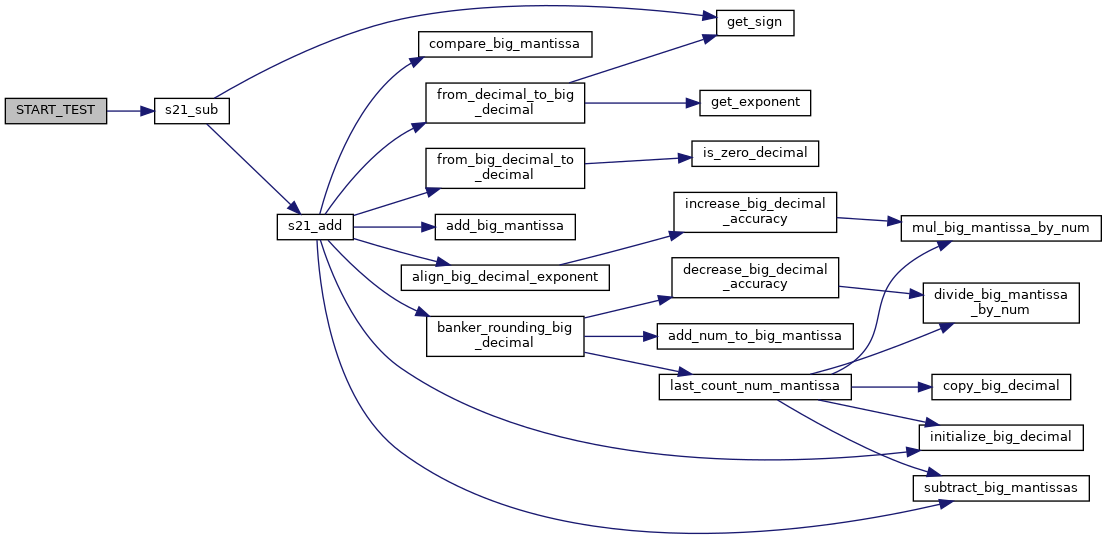 START_TEST
s21_sub
s21_add
compare_big_mantissa
from_decimal_to_big
_decimal
from_big_decimal_to
_decimal
add_big_mantissa
align_big_decimal_exponent
banker_rounding_big
_decimal
get_sign
get_exponent
is_zero_decimal
increase_big_decimal
_accuracy
decrease_big_decimal
_accuracy
add_num_to_big_mantissa
last_count_num_mantissa
mul_big_mantissa_by_num
divide_big_mantissa
_by_num
copy_big_decimal
initialize_big_decimal
subtract_big_mantissas